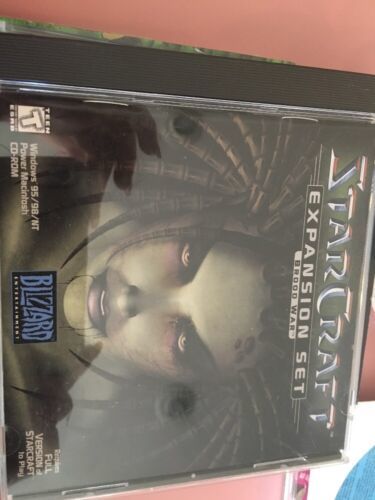 STARCRAFT
EXPANSION SET
BROOD WAR
TEEN
T
ESRB
Windows 95/98/NT
Power Macintosh
CD-ROM
BLIZZARD
ENTERTAINMENT
Requires
FULL
VERSION of
STARCRAFT
to Play